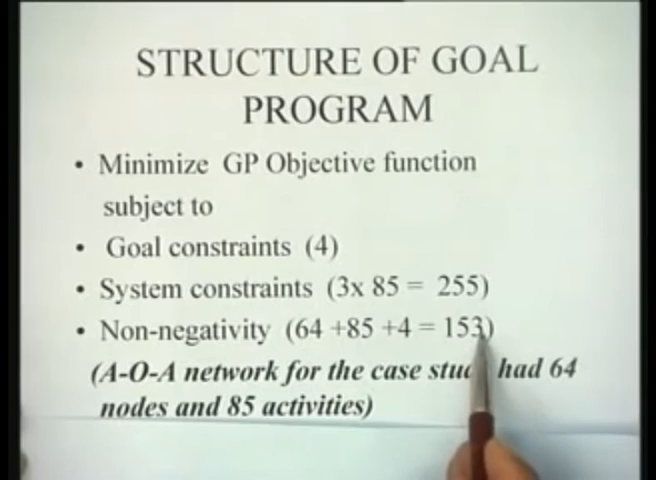 STRUCTURE OF GOAL
PROGRAM
• Minimize GP Objective function
subject to
• Goal constraints (4)
• System constraints (3x 85 = 255)
• Non-negativity (64 +85 +4 = 153)
(A-O-A network for the case had 64
nodes and 85 activities)